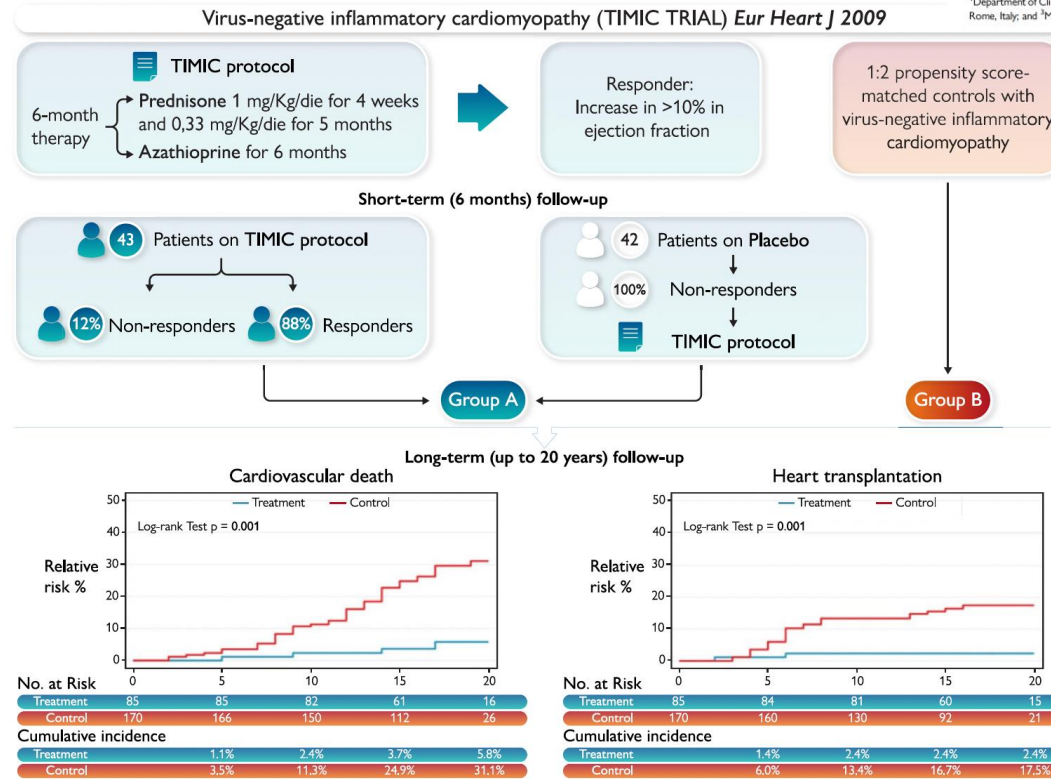 ¹Department of Cli
Rome, Italy; and ³M
Virus-negative inflammatory cardiomyopathy (TIMIC TRIAL) Eur Heart J 2009
TIMIC protocol
6-month
therapy
Prednisone 1 mg/Kg/die for 4 weeks
and 0,33 mg/Kg/die for 5 months
Azathioprine for 6 months
Responder:
Increase in >10% in
ejection fraction
1:2 propensity score-
matched controls with
virus-negative inflammatory
cardiomyopathy
Short-term (6 months) follow-up
43 Patients on TIMIC protocol
12% Non-responders 88% Responders
42 Patients on Placebo
100% Non-responders
TIMIC protocol
Group A
Group B
Long-term (up to 20 years) follow-up
Cardiovascular death
Treatment Control
Log-rank Test p = 0.001
Relative
risk %
50
40
30
20
10
0
0 5 10 15 20
No. at Risk
Treatment 85 85 82 61 16
Control 170 166 150 112 26
Cumulative incidence
Treatment 1.1% 2.4% 3.7% 5.8%
Control 3.5% 11.3% 24.9% 31.1%
Heart transplantation
Treatment Control
Log-rank Test p = 0.001
Relative
risk %
50
40
30
20
10
0
0 5 10 15 20
No. at Risk
Treatment 85 84 81 60 15
Control 170 160 130 92 21
Cumulative incidence
Treatment 1.4% 2.4% 2.4% 2.4%
Control 6.0% 13.4% 16.7% 17.5%